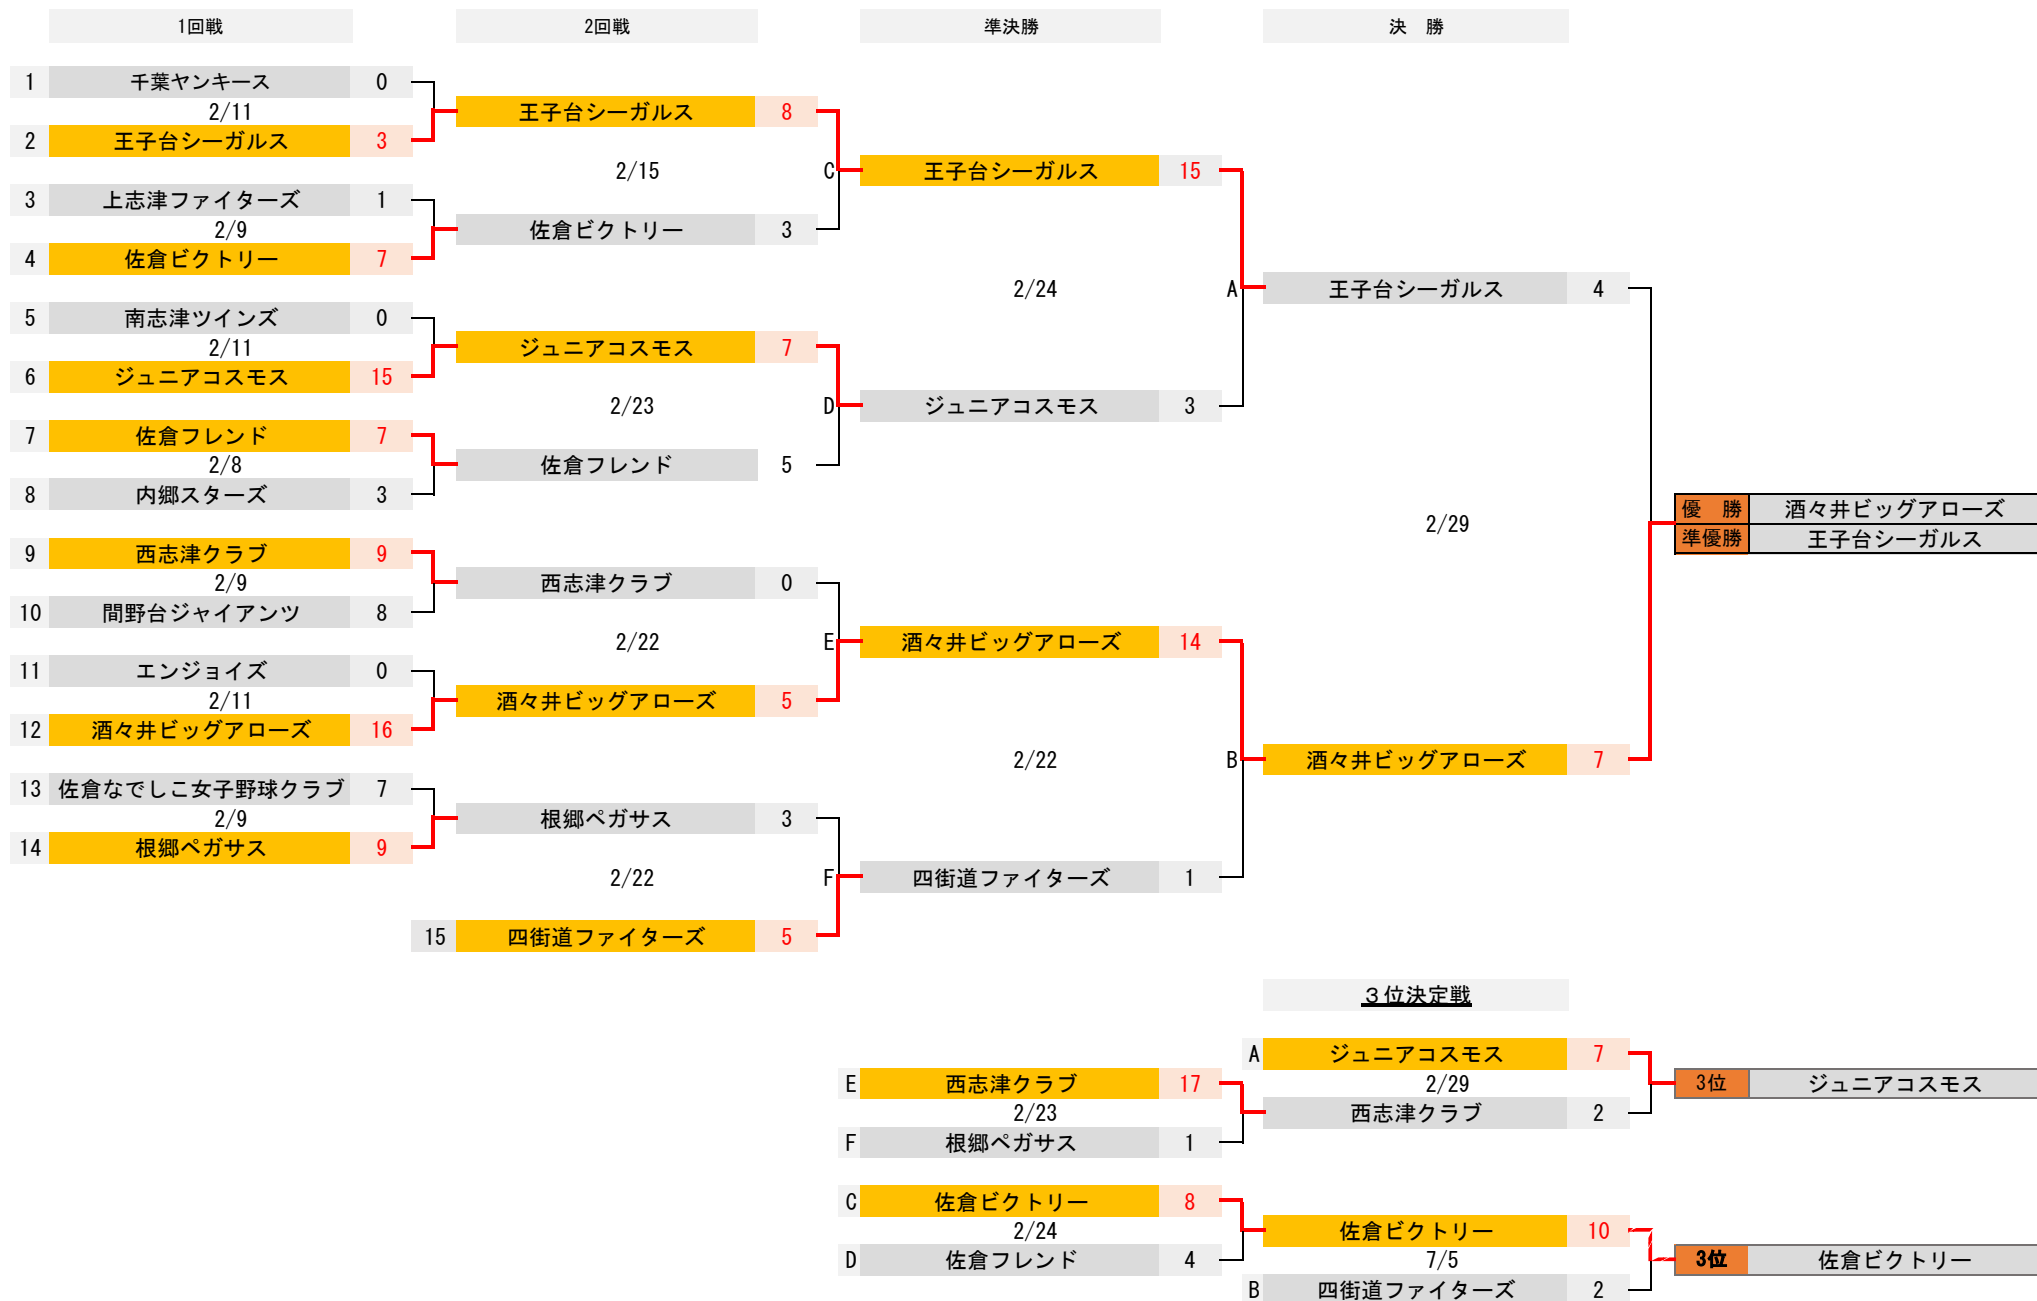 1回戦 2回戦 準決勝 決　勝
1 千葉ヤンキース 0
2/11 王子台シーガルス 8
2 王子台シーガルス 3
2/15 C 王子台シーガルス 15
3 上志津ファイターズ 1
2/9 佐倉ビクトリー 3
4 佐倉ビクトリー 7
2/24 A 王子台シーガルス 4
5 南志津ツインズ 0
2/11 ジュニアコスモス 7
6 ジュニアコスモス 15
2/23 D ジュニアコスモス 3
7 佐倉フレンド 7
2/8 佐倉フレンド 5
8 内郷スターズ 3
優　勝 酒々井ビッグアローズ
2/29
準優勝 王子台シーガルス
9 西志津クラブ 9
2/9 西志津クラブ 0
10 間野台ジャイアンツ 8
2/22 E 酒々井ビッグアローズ 14
11 エンジョイズ 0
2/11 酒々井ビッグアローズ 5
12 酒々井ビッグアローズ 16
2/22 B 酒々井ビッグアローズ 7
13 佐倉なでしこ女子野球クラブ 7
2/9 根郷ペガサス 3
14 根郷ペガサス 9
2/22 F 四街道ファイターズ 1
15 四街道ファイターズ 5
３位決定戦
A ジュニアコスモス 7
E 西志津クラブ 17 2/29 3位 ジュニアコスモス
2/23 西志津クラブ 2
F 根郷ペガサス 1
C 佐倉ビクトリー 8
2/24 佐倉ビクトリー 10
D 佐倉フレンド 4 7/5 3位 佐倉ビクトリー
B 四街道ファイターズ 2